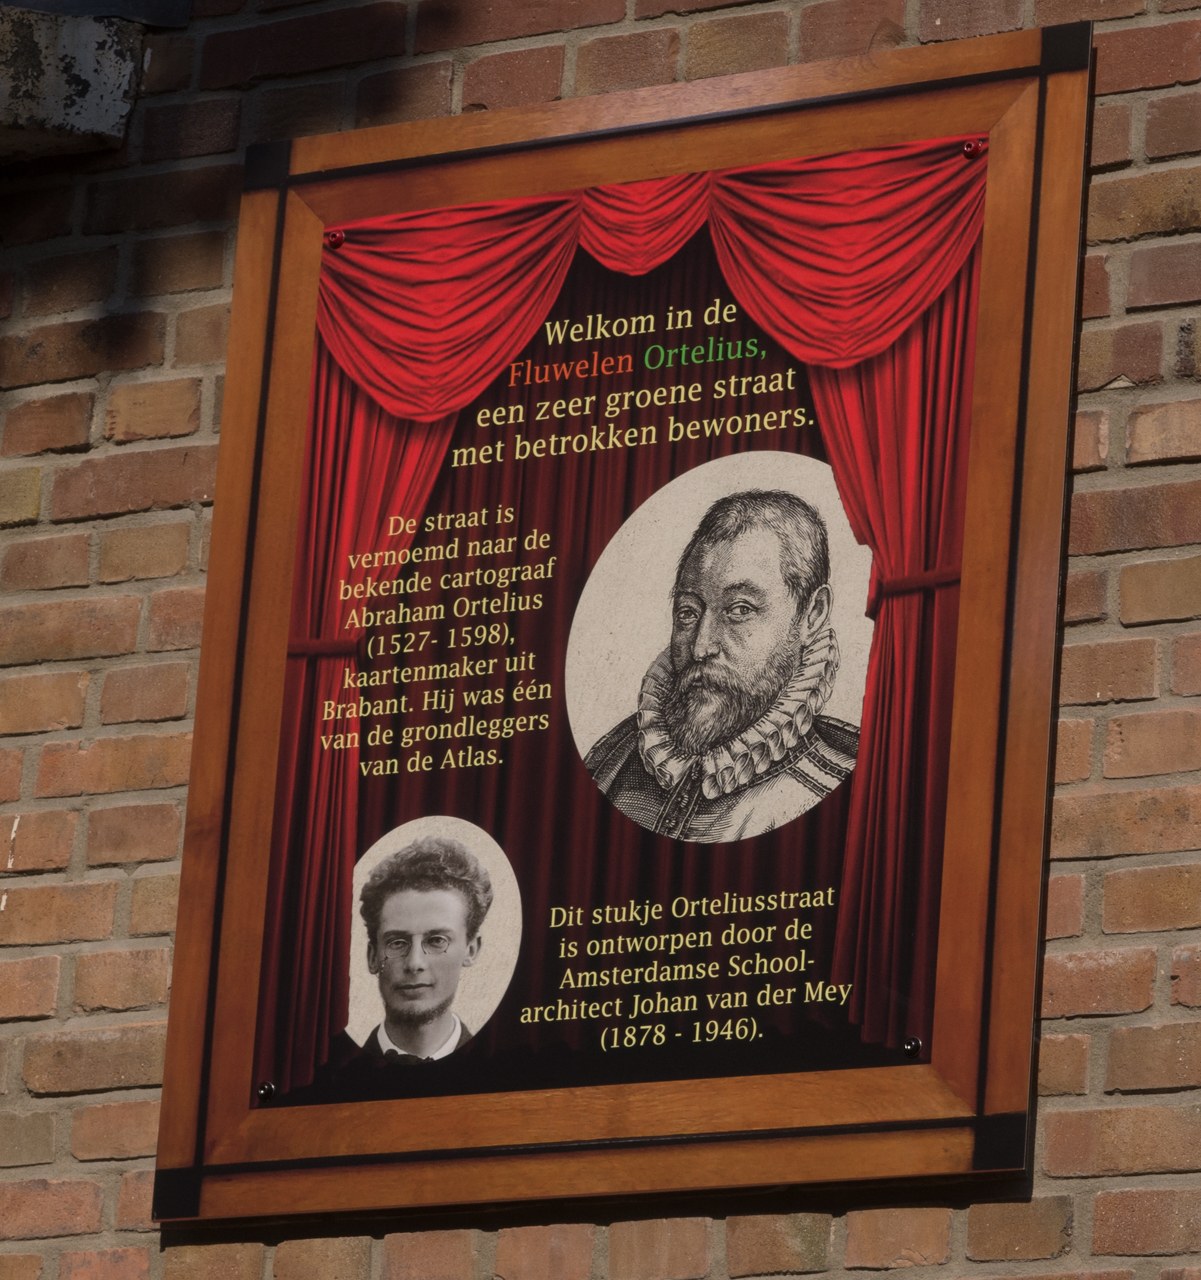 Welkom in de
Fluwelen Ortelius,
een zeer groene straat
met betrokken bewoners.
De straat is
vernoemd naar de
bekende cartograaf
Abraham Ortelius
(1527- 1598),
kaartenmaker uit
Brabant. Hij was één
van de grondleggers
van de Atlas.
Dit stukje Orteliusstraat
is ontworpen door de
Amsterdamse School-
architect Johan van der Mey
(1878 - 1946).